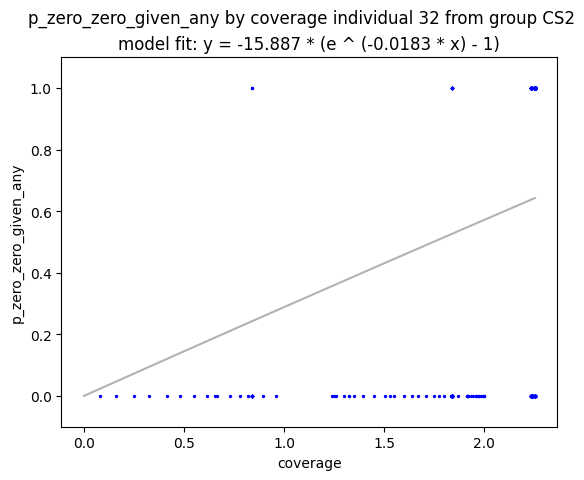 p_zero_zero_given_any by coverage individual 32 from group CS2
model fit: y = -15.887 * (e ^ (-0.0183 * x) - 1)
1.0
0.8
0.6
0.4
0.2
0.0
p_zero_zero_given_any
0.0 0.5 1.0 1.5 2.0
coverage